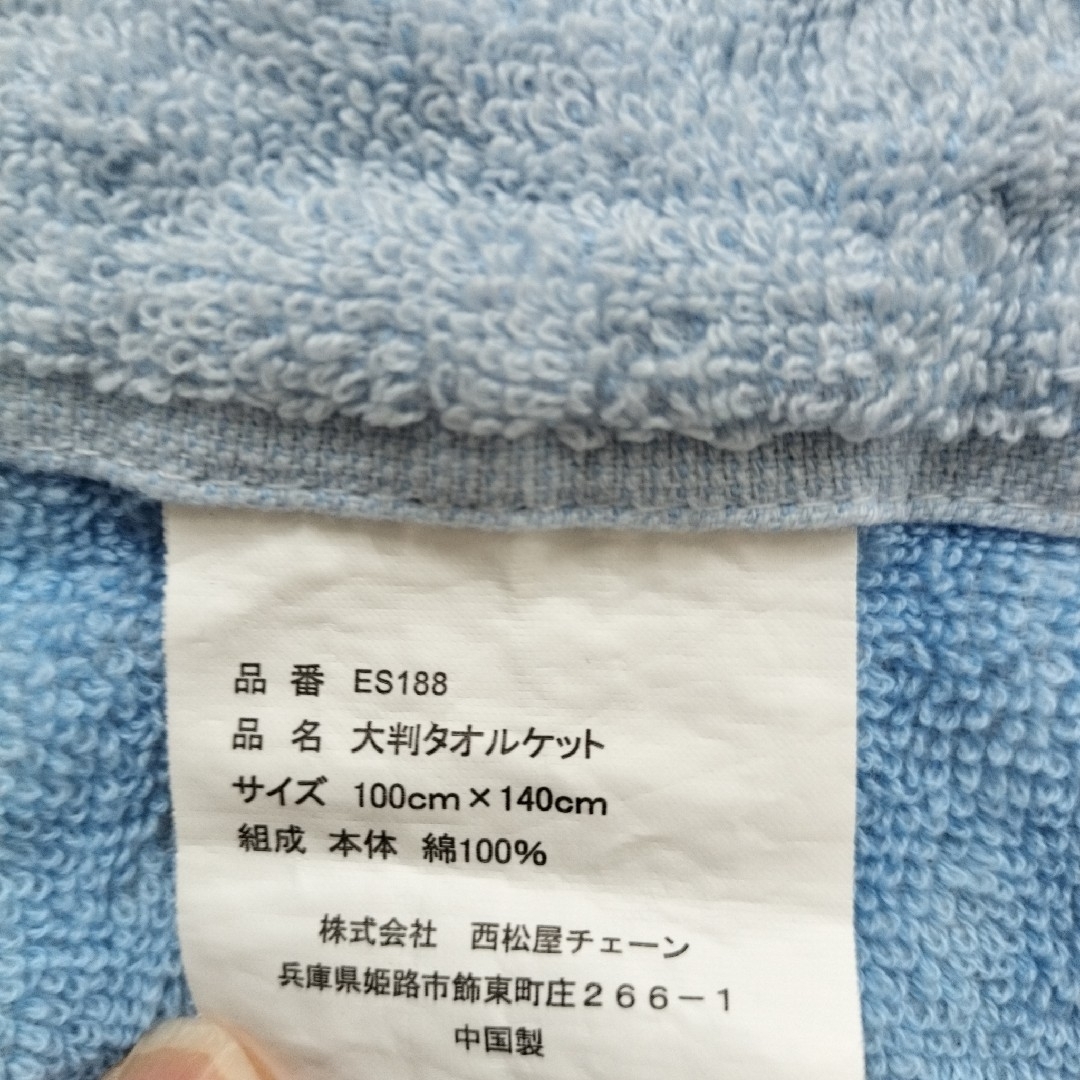 品 番 ES188
品 名 大判タオルケット
サイズ 100cm×140cm
組成 本体 綿100%
株式会社 西松屋チェーン
兵庫県姫路市飾東町庄266-1
中国製